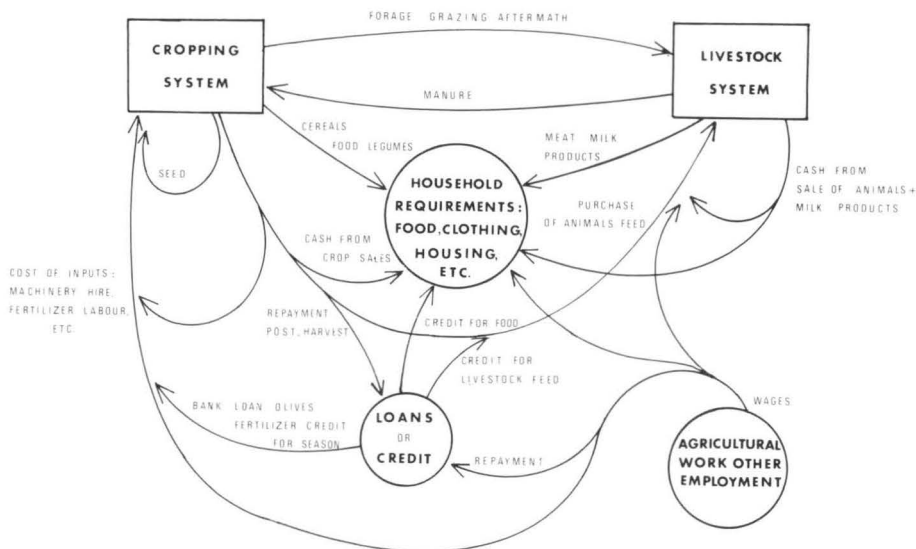 FORAGE GRAZING AFTERMATH
CROPPING
SYSTEM
LIVESTOCK
SYSTEM
MANURE
CEREALS
FOOD LEGUMES
MEAT MILK
PRODUCTS
SEED
HOUSEHOLD
REQUIREMENTS:
FOOD, CLOTHING,
HOUSING,
ETC.
CASH FROM
SALE OF ANIMALS +
MILK PRODUCTS
PURCHASE
OF ANIMALS FEED
CASH FROM
CROP SALES
COST OF INPUTS:
MACHINERY HIRE,
FERTILIZER LABOUR,
ETC.
REPAYMENT
POST, HARVEST
CREDIT FOR FOOD
CREDIT FOR
LIVESTOCK FEED
BANK LOAN OLIVES
FERTILIZER CREDIT
FOR SEASON
LOANS
OR
CREDIT
REPAYMENT
WAGES
AGRICULTURAL
WORK OTHER
EMPLOYMENT